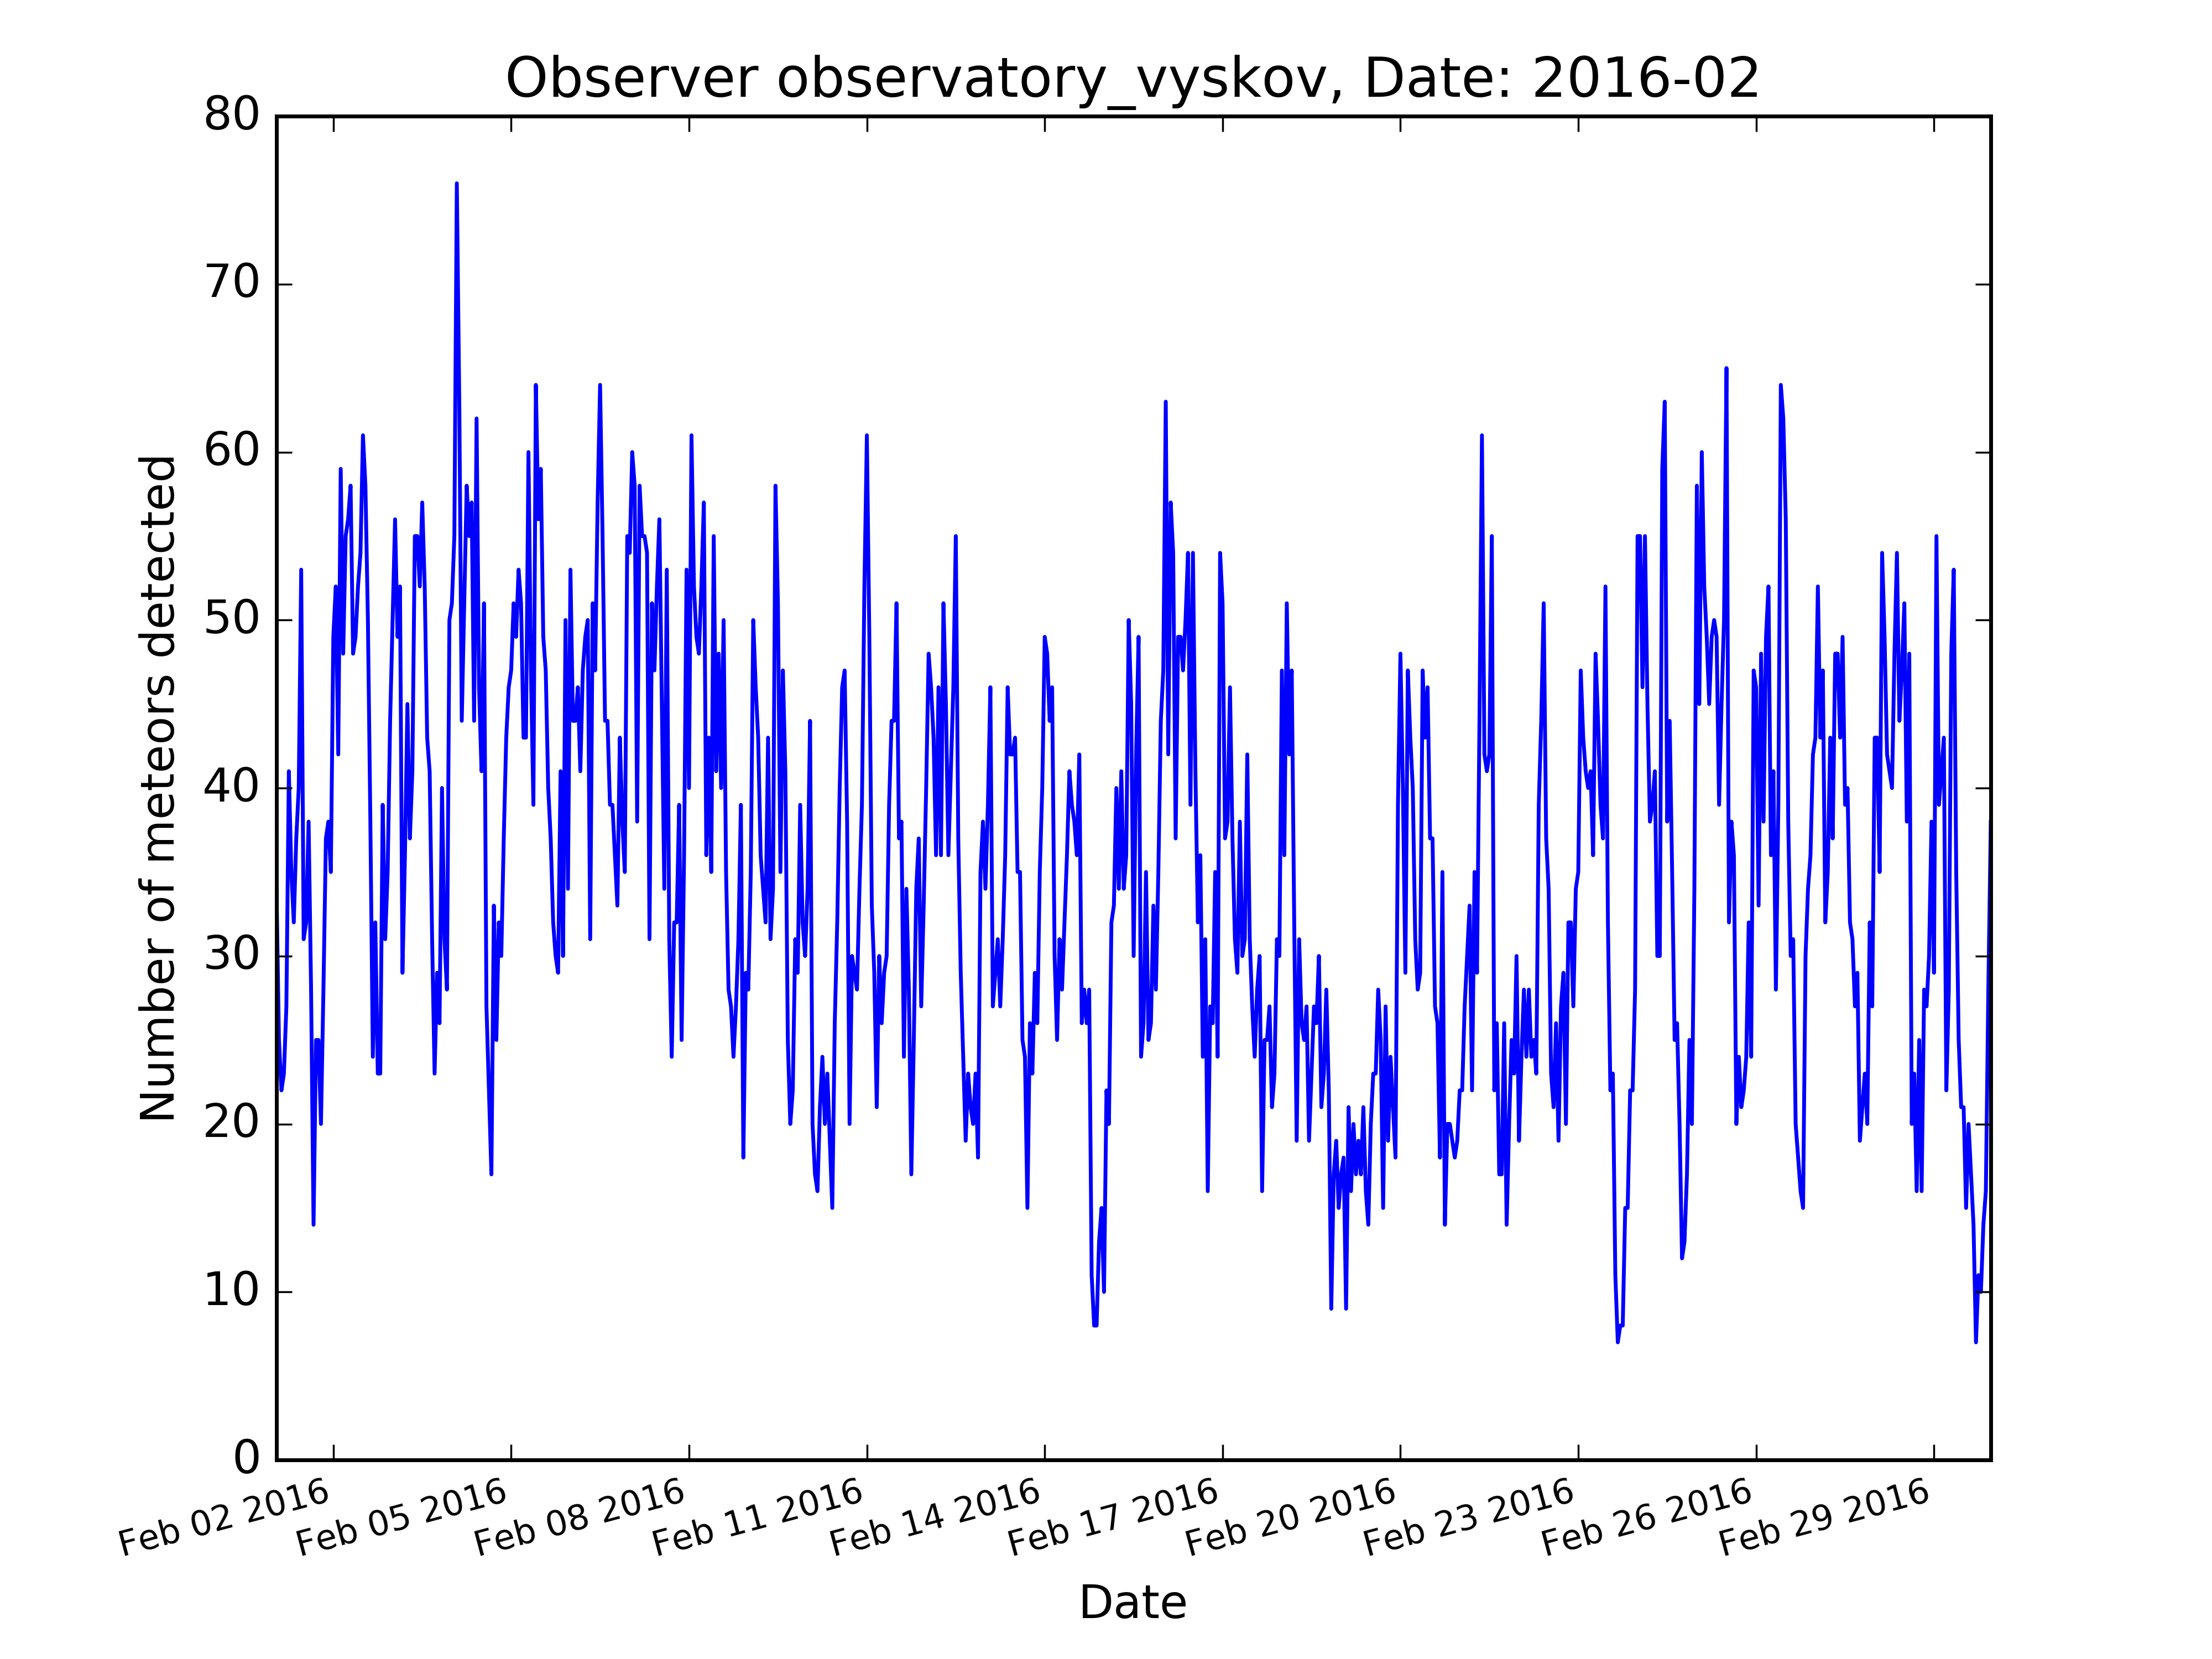 Observer observatory_vyskov, Date: 2016-02
Number of meteors detected
80
70
60
50
40
30
20
10
0
Feb 02 2016
Feb 05 2016
Feb 08 2016
Feb 11 2016
Feb 14 2016
Feb 17 2016
Feb 20 2016
Feb 23 2016
Feb 26 2016
Feb 29 2016
Date